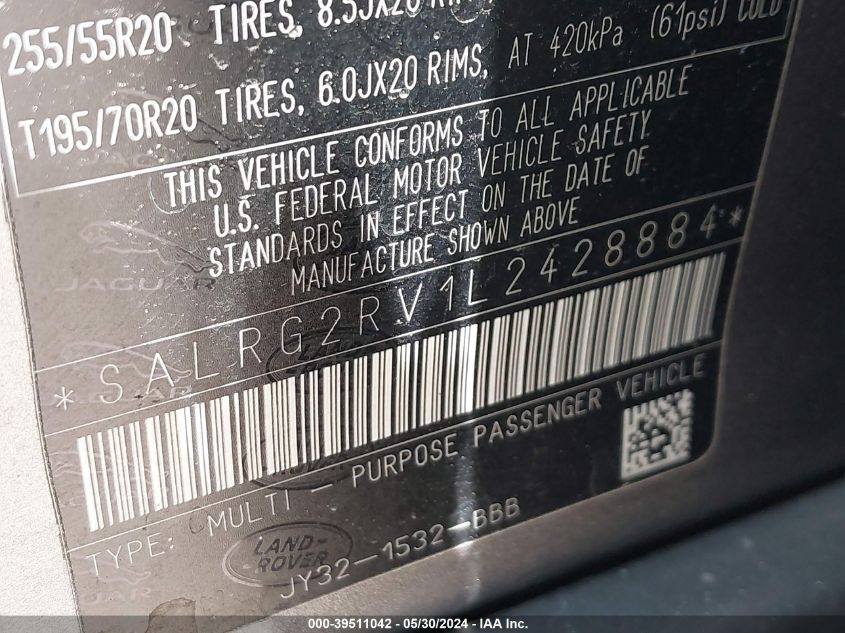 255/55R20 TIRES, 8.5JX20 RIMS
T195/70R20 TIRES, 6.0JX20 RIMS, AT 420kPa (61psi) COLD
THIS VEHICLE CONFORMS TO ALL APPLICABLE
U.S. FEDERAL MOTOR VEHICLE SAFETY
STANDARDS IN EFFECT ON THE DATE OF
MANUFACTURE SHOWN ABOVE
JAGUAR
*SALRG2RV1L2428884*
TYPE: MULTI - PURPOSE PASSENGER VEHICLE
LAND-
ROVER
JY32-1532-BBB
000-39511042 - 05/30/2024 - © IAA Inc.